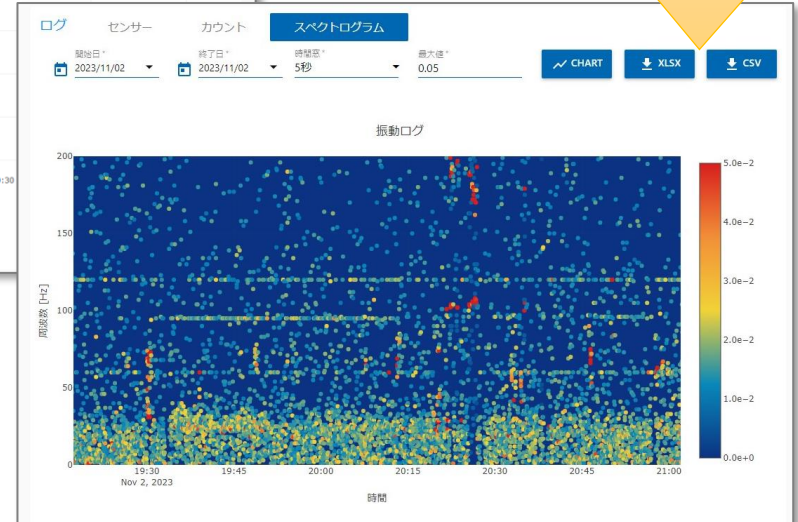 ログ センサー カウント スペクトログラム
開始日* 終了日* 時間窓* 最大値*
2023/11/02 2023/11/02 5秒 0.05 CHART XLSX CSV
振動ログ
200
150
100
50
0
周波数 [Hz]
19:30 19:45 20:00 20:15 20:30 20:45 21:00
Nov 2, 2023
時間
5.0e−2
4.0e−2
3.0e−2
2.0e−2
1.0e−2
0.0e+0